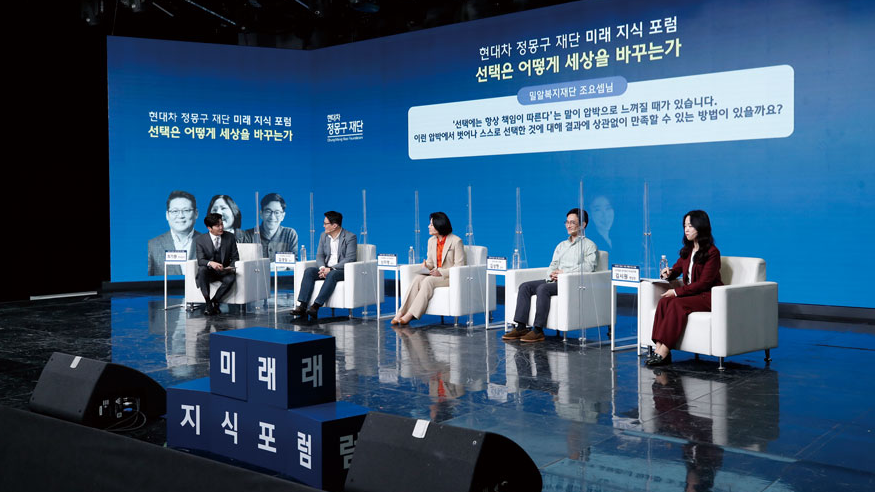 현대차 정몽구 재단 미래 지식 포럼
선택은 어떻게 세상을 바꾸는가
현대차
정몽구 재단
현대차 정몽구 재단 미래 지식 포럼
선택은 어떻게 세상을 바꾸는가
밀알복지재단 조요셉님
'선택에는 항상 책임이 따른다'는 말이 압박으로 느껴질 때가 있습니다.
이런 압박에서 벗어나 스스로 선택한 것에 대해 결과에 상관없이 만족할 수 있는 방법이 있을까요?
미래래
지식포럼럼